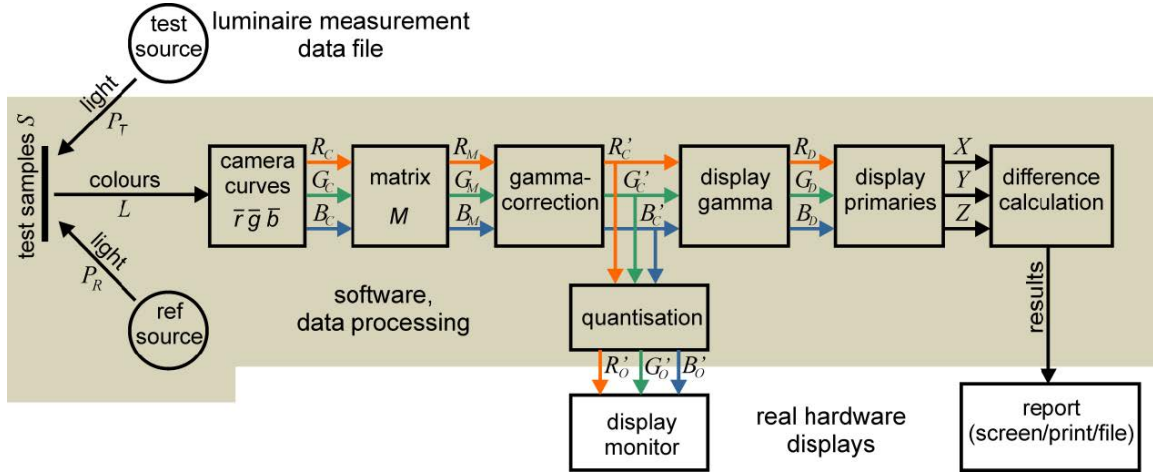 test
source
luminaire measurement
data file
light
P_T
test samples S
colours
L
light
P_R
ref
source
camera
curves
r̄ ḡ b̄
R_C
G_C
B_C
matrix
M
R_M
G_M
B_M
gamma-
correction
R_C'
G_C'
B_C'
display
gamma
R_D
G_D
B_D
display
primaries
X
Y
Z
difference
calculation
software,
data processing
quantisation
results
R_O'
G_O'
B_O'
display
monitor
real hardware
displays
report
(screen/print/file)